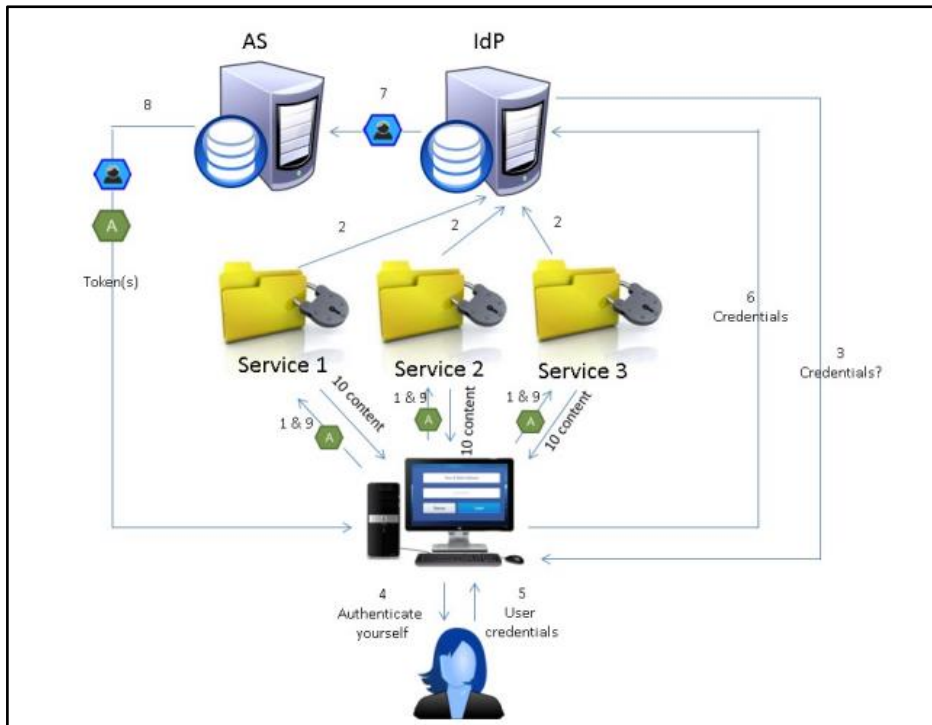 AS
IdP
7
8
2
2
2
A
Token(s)
6
Credentials
3
Credentials?
Service 1
Service 2
Service 3
1 & 9
A
10 content
1 & 9
A
10 content
1 & 9
A
10 content
4
Authenticate
yourself
5
User
credentials